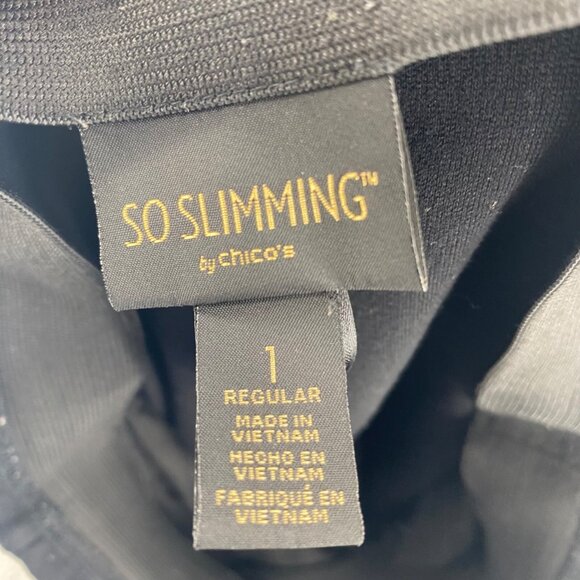 SO SLIMMING™
by chico's
1
REGULAR
MADE IN
VIETNAM
HECHO EN
VIETNAM
FABRIQUÉ EN
VIETNAM